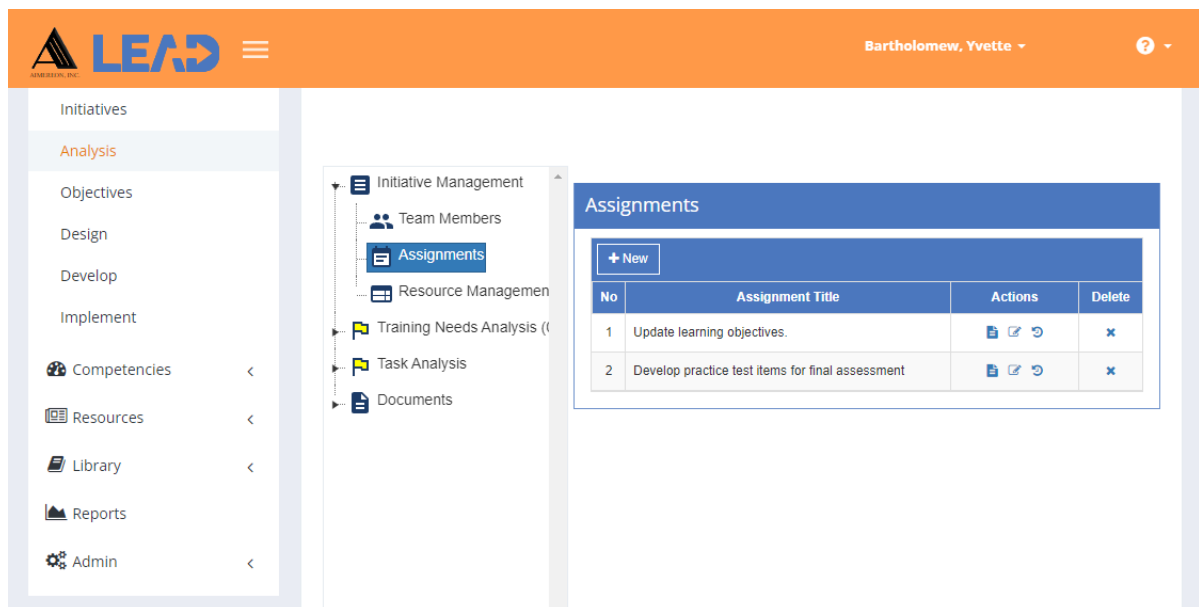 AIMEREON, INC.
LEAD
Bartholomew, Yvette
?
Initiatives
Analysis
Objectives
Design
Develop
Implement
Competencies
Resources
Library
Reports
Admin
Initiative Management
Team Members
Assignments
Resource Managemen
Training Needs Analysis (
Task Analysis
Documents
Assignments
+ New
No Assignment Title Actions Delete
1 Update learning objectives.
2 Develop practice test items for final assessment